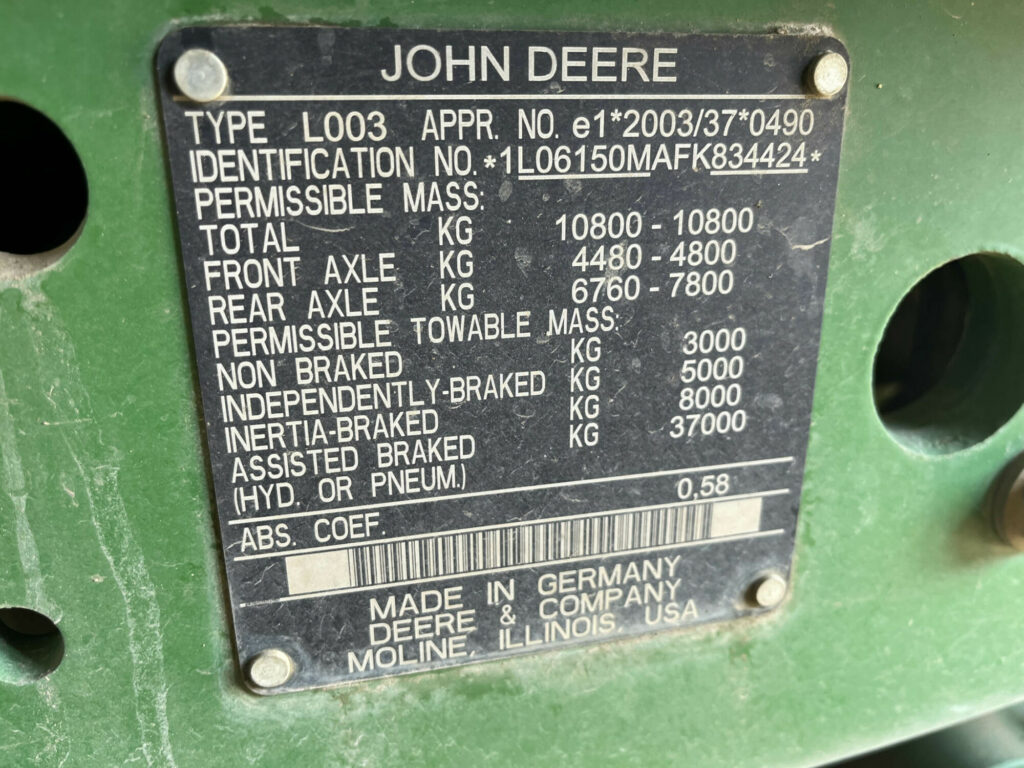 JOHN DEERE
TYPE L003 APPR. NO. e1*2003/37*0490
IDENTIFICATION NO. *1L06150MAFK834424*
PERMISSIBLE MASS:
TOTAL KG 10800 - 10800
FRONT AXLE KG 4480 - 4800
REAR AXLE KG 6760 - 7800
PERMISSIBLE TOWABLE MASS:
NON BRAKED KG 3000
INDEPENDENTLY-BRAKED KG 5000
INERTIA-BRAKED KG 8000
ASSISTED BRAKED KG 37000
(HYD. OR PNEUM.)
ABS. COEF. 0,58
MADE IN GERMANY
DEERE & COMPANY
MOLINE, ILLINOIS, USA